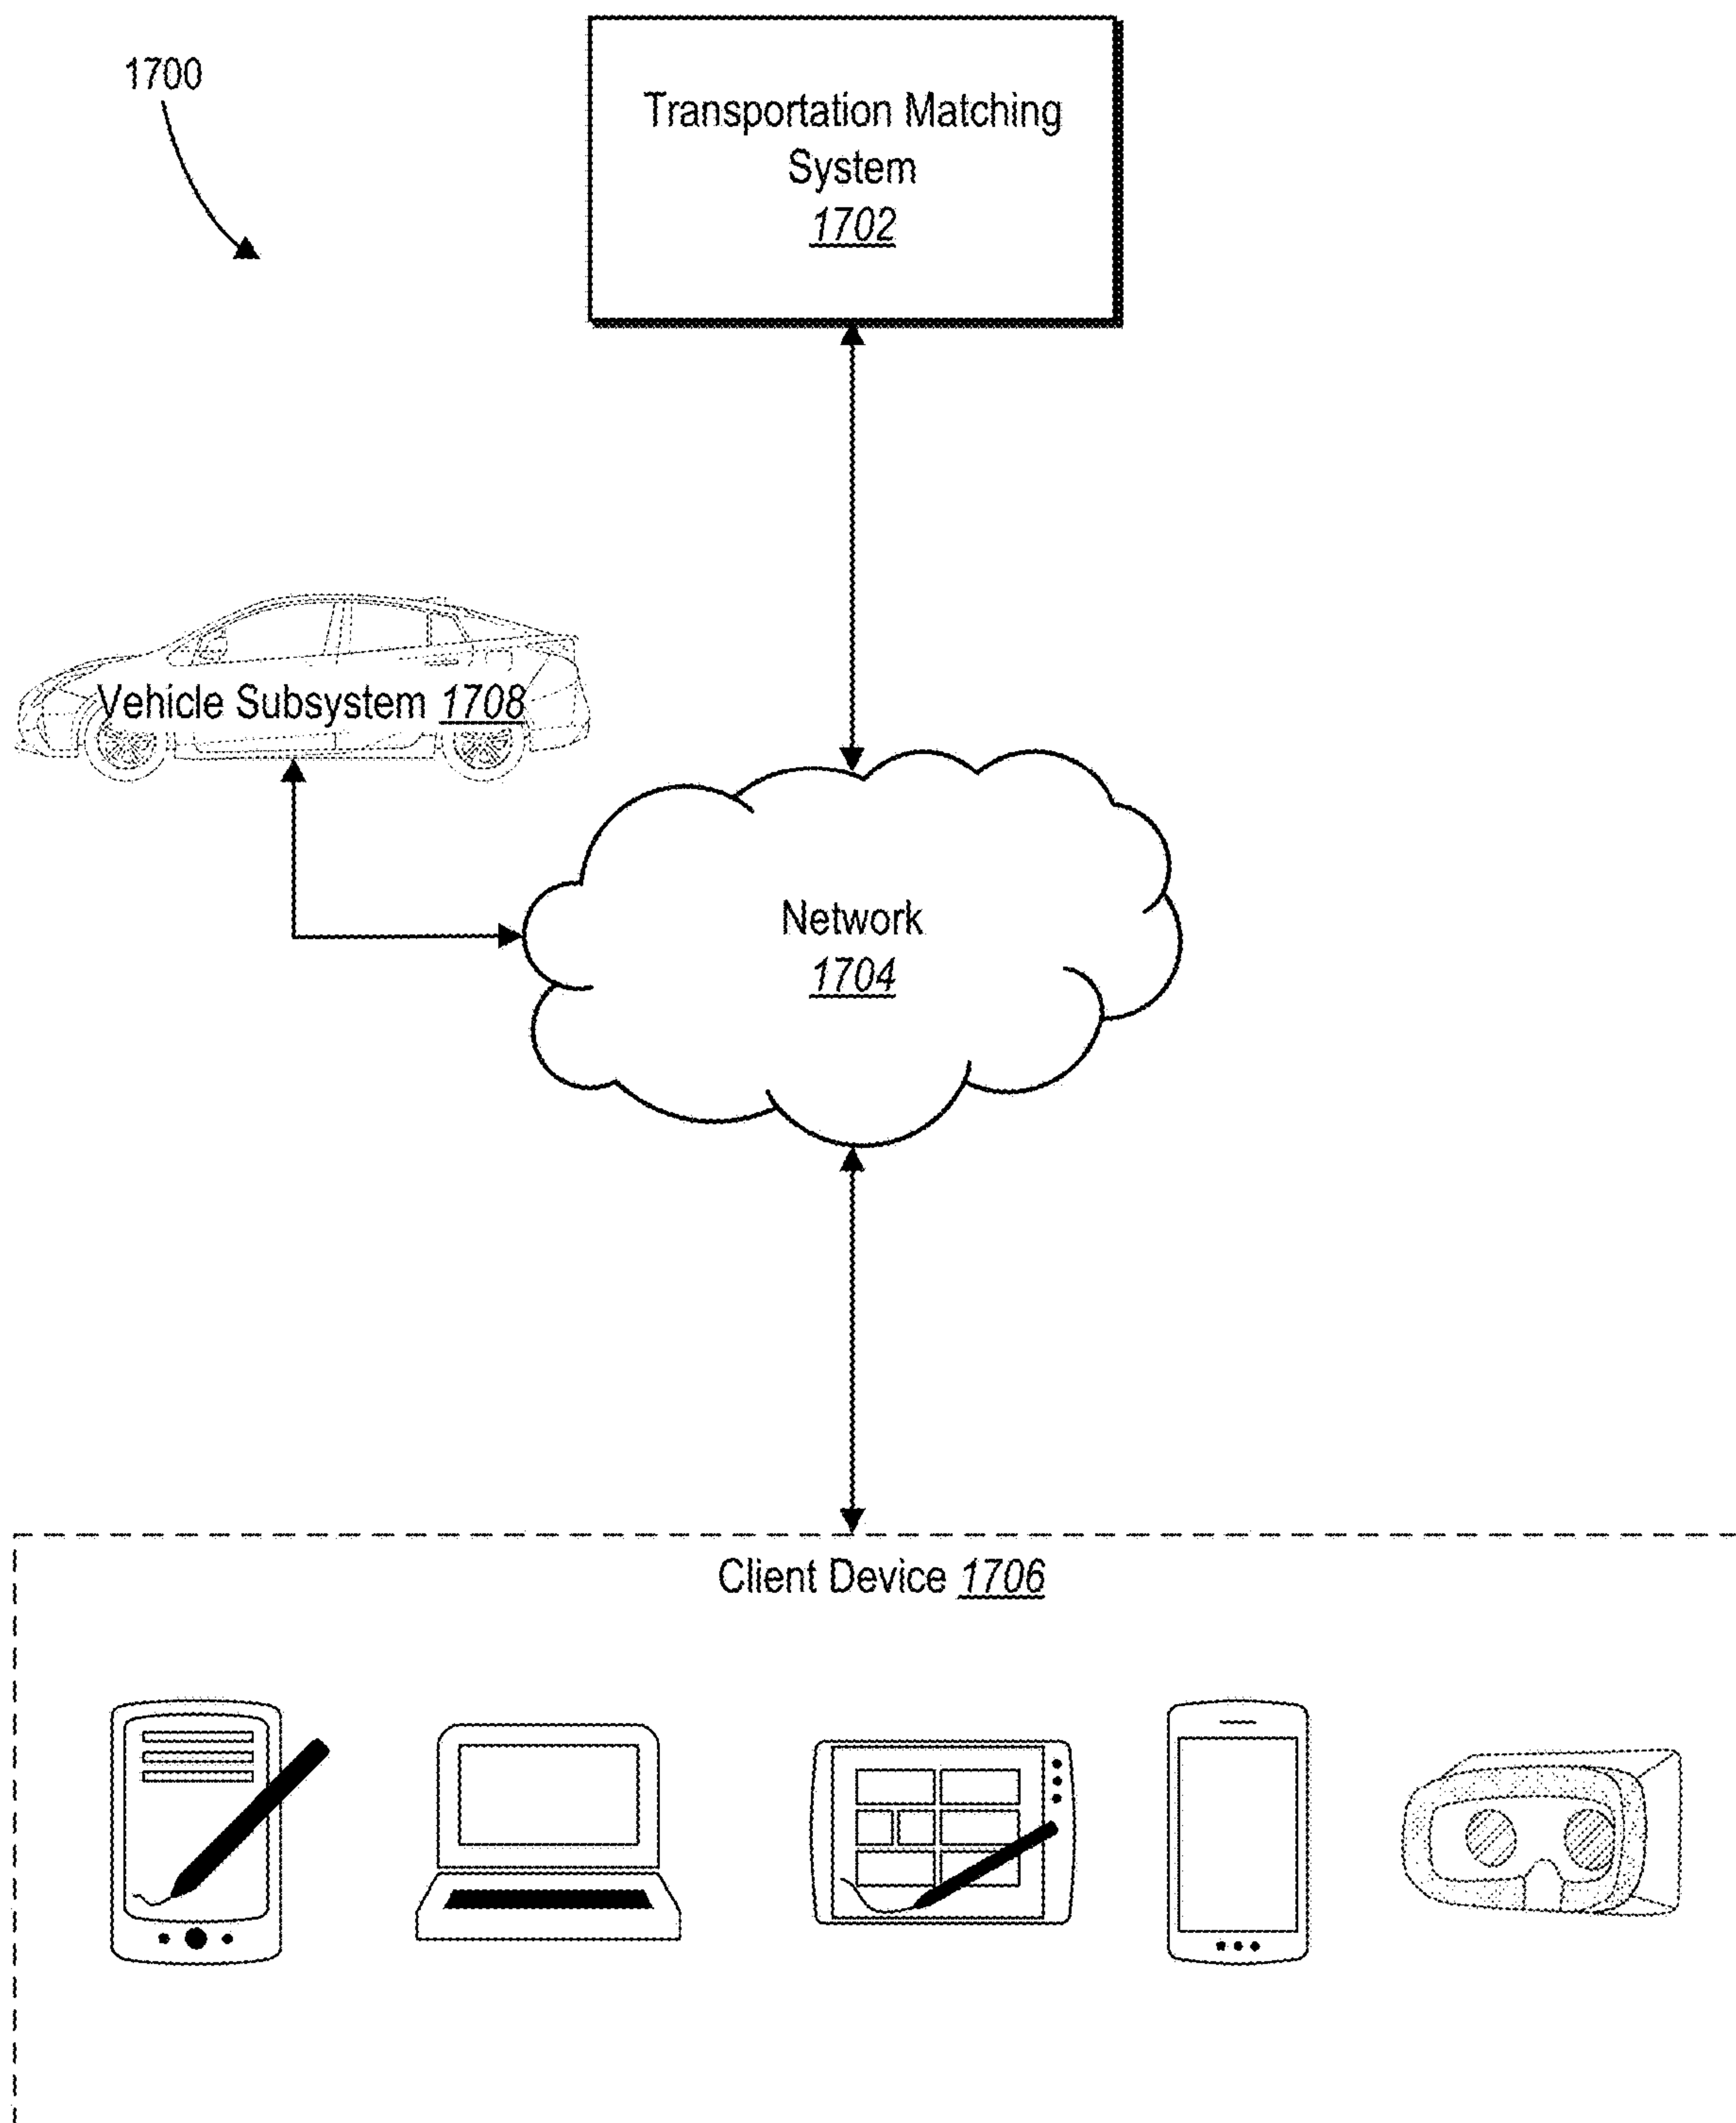 1700
Transportation Matching
System
1702
Vehicle Subsystem 1708
Network
1704
Client Device 1706